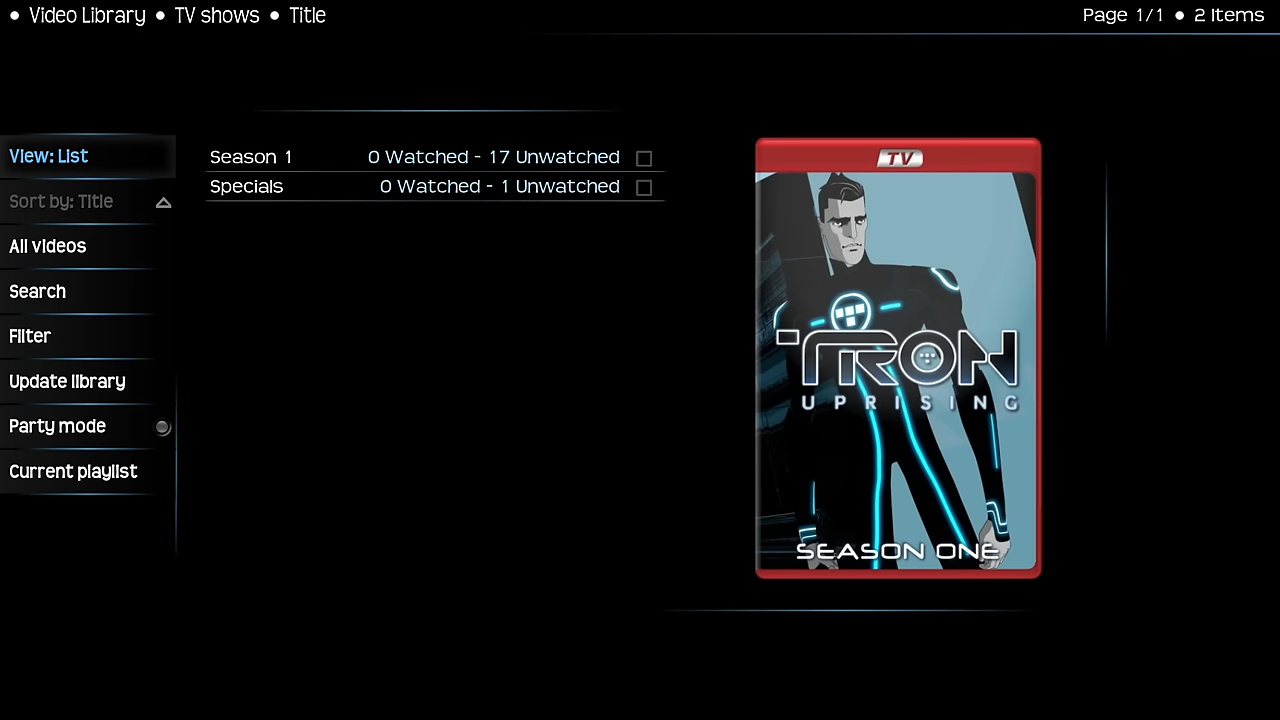 • Video Library • TV shows • Title
Page 1/1 • 2 Items
View: List
Sort by: Title
All videos
Search
Filter
Update library
Party mode
Current playlist
Season 1 0 Watched - 17 Unwatched
Specials 0 Watched - 1 Unwatched
TV
TRON
UPRISING
SEASON ONE